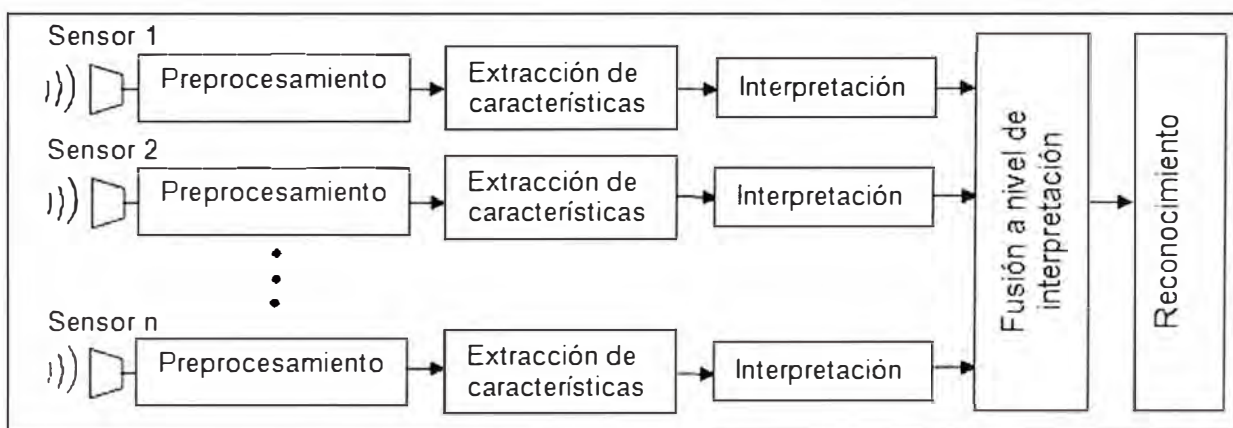 Sensor 1
Preprocesamiento
Extracción de
características
Interpretación
Sensor 2
Preprocesamiento
Extracción de
características
Interpretación
Sensor n
Preprocesamiento
Extracción de
características
Interpretación
Fusión a nivel de
interpretación
Reconocimiento